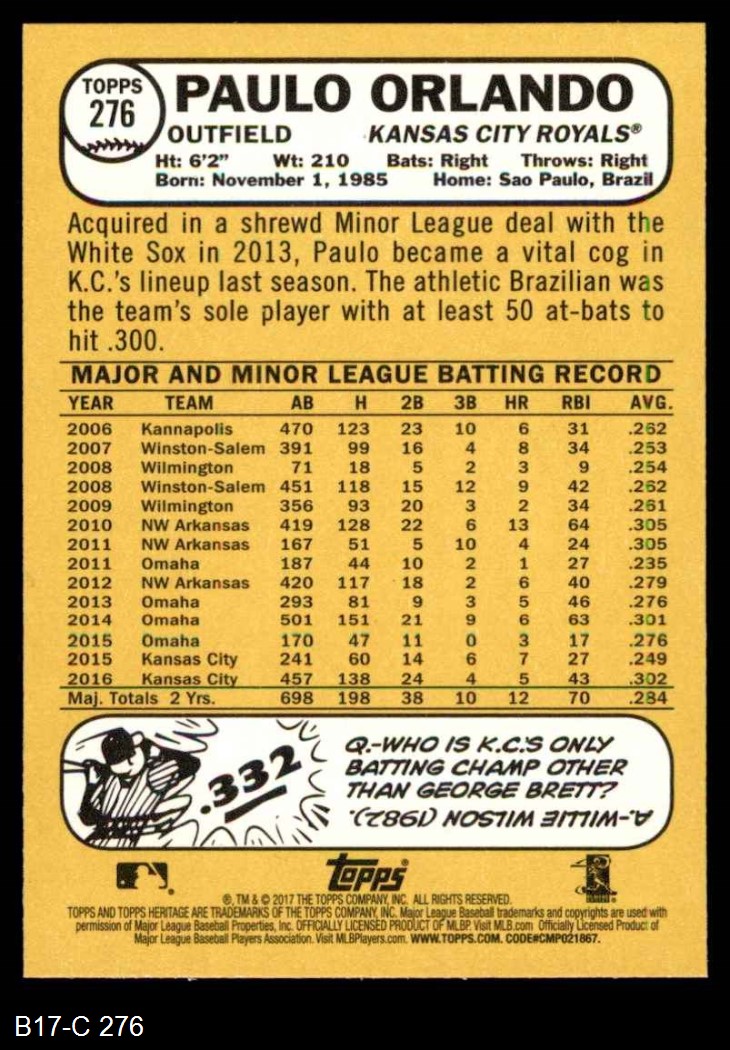 TOPPS
276
PAULO ORLANDO
OUTFIELD KANSAS CITY ROYALS®
Ht: 6'2" Wt: 210 Bats: Right Throws: Right
Born: November 1, 1985 Home: Sao Paulo, Brazil
Acquired in a shrewd Minor League deal with the
White Sox in 2013, Paulo became a vital cog in
K.C.'s lineup last season. The athletic Brazilian was
the team's sole player with at least 50 at-bats to
hit .300.
MAJOR AND MINOR LEAGUE BATTING RECORD
YEAR TEAM AB H 2B 3B HR RBI AVG.
2006 Kannapolis 470 123 23 10 6 31 .262
2007 Winston-Salem 391 99 16 4 8 34 .253
2008 Wilmington 71 18 5 2 3 9 .254
2008 Winston-Salem 451 118 15 12 9 42 .262
2009 Wilmington 356 93 20 3 2 34 .261
2010 NW Arkansas 419 128 22 6 13 64 .305
2011 NW Arkansas 167 51 5 10 4 24 .305
2011 Omaha 187 44 10 2 1 27 .235
2012 NW Arkansas 420 117 18 2 6 40 .279
2013 Omaha 293 81 9 3 5 46 .276
2014 Omaha 501 151 21 9 6 63 .301
2015 Omaha 170 47 11 0 3 17 .276
2015 Kansas City 241 60 14 6 7 27 .249
2016 Kansas City 457 138 24 4 5 43 .302
Maj. Totals 2 Yrs. 698 198 38 10 12 70 .284
.332
Q.-WHO IS K.C.'S ONLY
BATTING CHAMP OTHER
THAN GEORGE BRETT?
A.-WILLIE WILSON (1982).
Topps
®, TM & © 2017 THE TOPPS COMPANY, INC. ALL RIGHTS RESERVED.
TOPPS AND TOPPS HERITAGE ARE TRADEMARKS OF THE TOPPS COMPANY, INC. Major League Baseball trademarks and copyrights are used with
permission of Major League Baseball Properties, Inc. OFFICIALLY LICENSED PRODUCT OF MLBP. Visit MLB.com Officially Licensed Product of
Major League Baseball Players Association. Visit MLBPlayers.com. WWW.TOPPS.COM. CODE#CMP021867.
B17-C 276